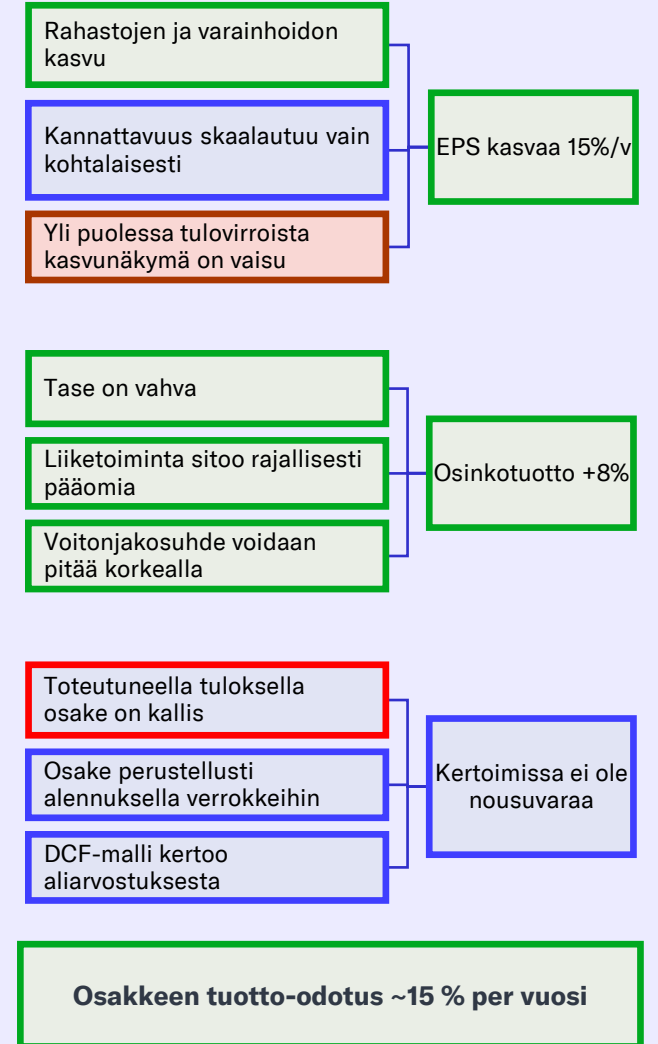 Rahastojen ja varainhoidon
kasvu
Kannattavuus skaalautuu vain
kohtalaisesti
Yli puolessa tulovirroista
kasvunäkymä on vaisu
EPS kasvaa 15%/v
Tase on vahva
Liiketoiminta sitoo rajallisesti
pääomia
Voitonjakosuhde voidaan
pitää korkealla
Osinkotuotto +8%
Toteutuneella tuloksella
osake on kallis
Osake perustellusti
alennuksella verrokkeihin
DCF-malli kertoo
aliarvostuksesta
Kertoimissa ei ole
nousuvaraa
Osakkeen tuotto-odotus ~15 % per vuosi